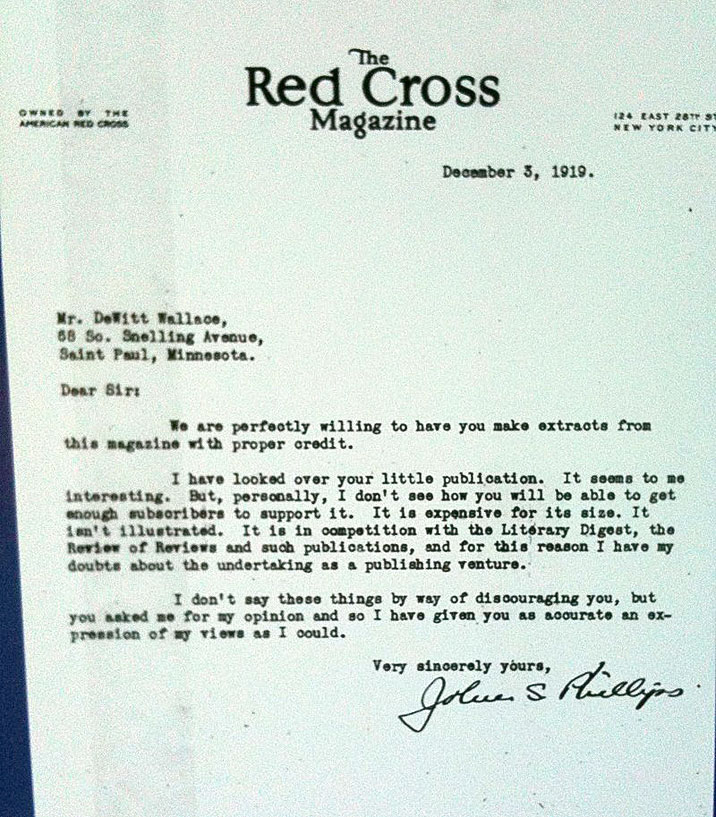 The
Red Cross
Magazine
OWNED BY THE
AMERICAN RED CROSS
124 EAST 28TH ST
NEW YORK CITY
December 3, 1919.
Mr. DeWitt Wallace,
68 So. Snelling Avenue,
Saint Paul, Minnesota.
Dear Sir:
We are perfectly willing to have you make extracts from
this magazine with proper credit.
I have looked over your little publication. It seems to me
interesting. But, personally, I don't see how you will be able to get
enough subscribers to support it. It is expensive for its size. It
isn't illustrated. It is in competition with the Literary Digest, the
Review of Reviews and such publications, and for this reason I have my
doubts about the undertaking as a publishing venture.
I don't say these things by way of discouraging you, but
you asked me for my opinion and so I have given you as accurate an ex-
pression of my views as I could.
Very sincerely yours,
John S Phillips